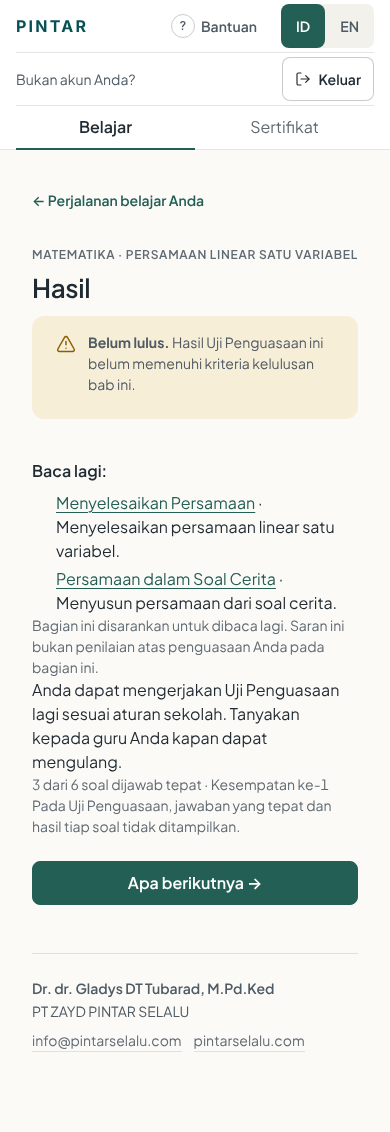 PINTAR
? Bantuan
ID
EN
Bukan akun Anda?
Keluar
Belajar
Sertifikat
← Perjalanan belajar Anda
MATEMATIKA · PERSAMAAN LINEAR SATU VARIABEL
Hasil
Belum lulus. Hasil Uji Penguasaan ini
belum memenuhi kriteria kelulusan
bab ini.
Baca lagi:
Menyelesaikan Persamaan ·
Menyelesaikan persamaan linear satu
variabel.
Persamaan dalam Soal Cerita ·
Menyusun persamaan dari soal cerita.
Bagian ini disarankan untuk dibaca lagi. Saran ini
bukan penilaian atas penguasaan Anda pada
bagian ini.
Anda dapat mengerjakan Uji Penguasaan
lagi sesuai aturan sekolah. Tanyakan
kepada guru Anda kapan dapat
mengulang.
3 dari 6 soal dijawab tepat · Kesempatan ke-1
Pada Uji Penguasaan, jawaban yang tepat dan
hasil tiap soal tidak ditampilkan.
Apa berikutnya →
Dr. dr. Gladys DT Tubarad, M.Pd.Ked
PT ZAYD PINTAR SELALU
info@pintarselalu.com pintarselalu.com